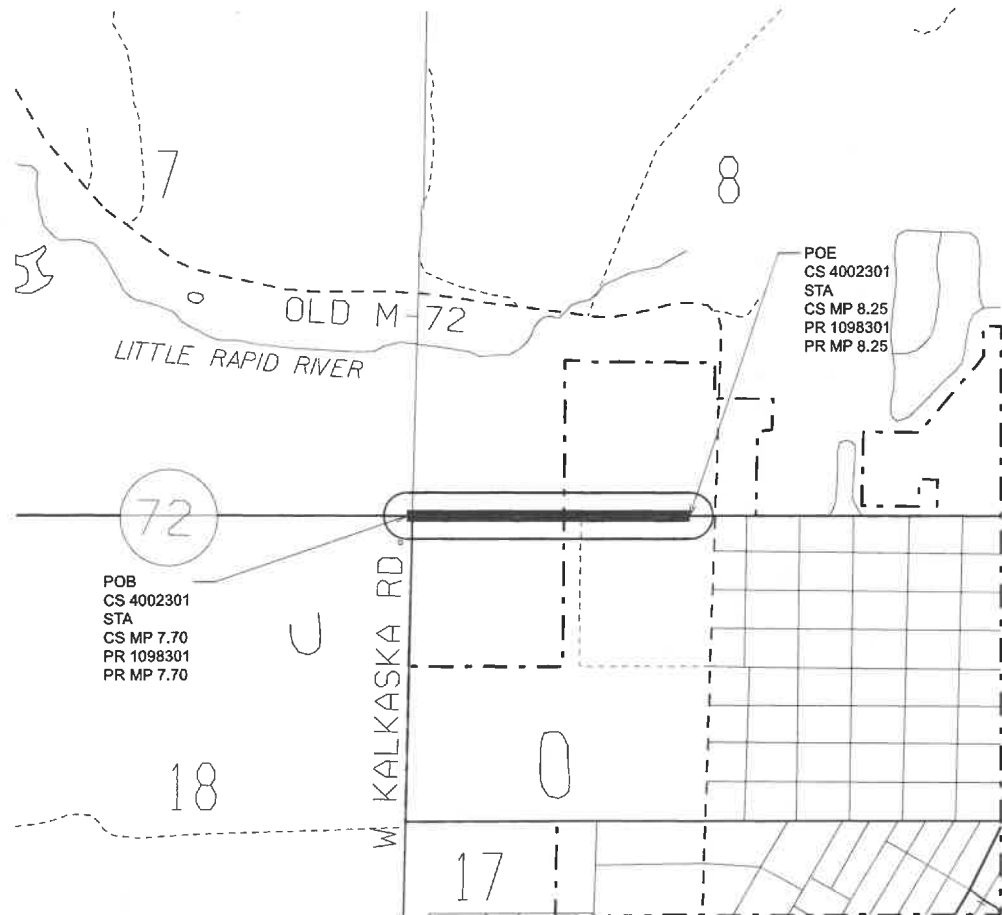 7
8
POE
CS 4002301
STA
CS MP 8.25
PR 1098301
PR MP 8.25
OLD M-72
LITTLE RAPID RIVER
72
POB
CS 4002301
STA
CS MP 7.70
PR 1098301
PR MP 7.70
W KALKASKA RD.
18
17